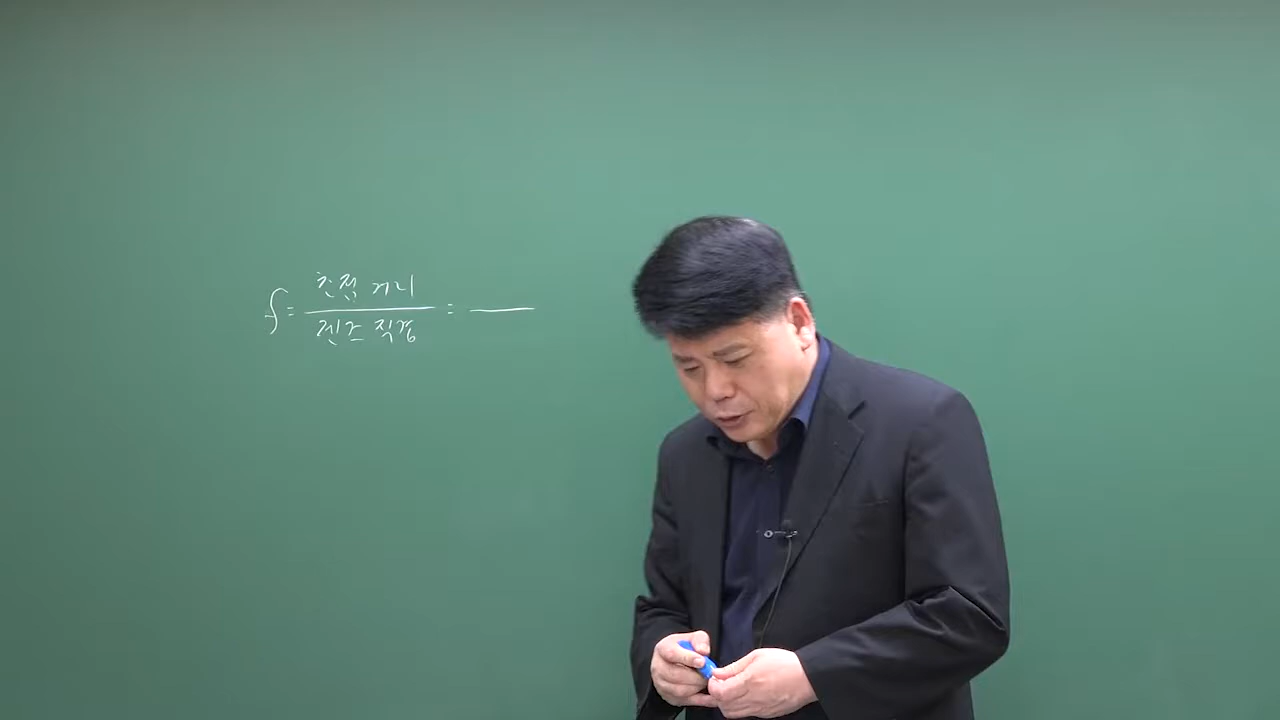 f = 초점 거리 / 렌즈 직경 =